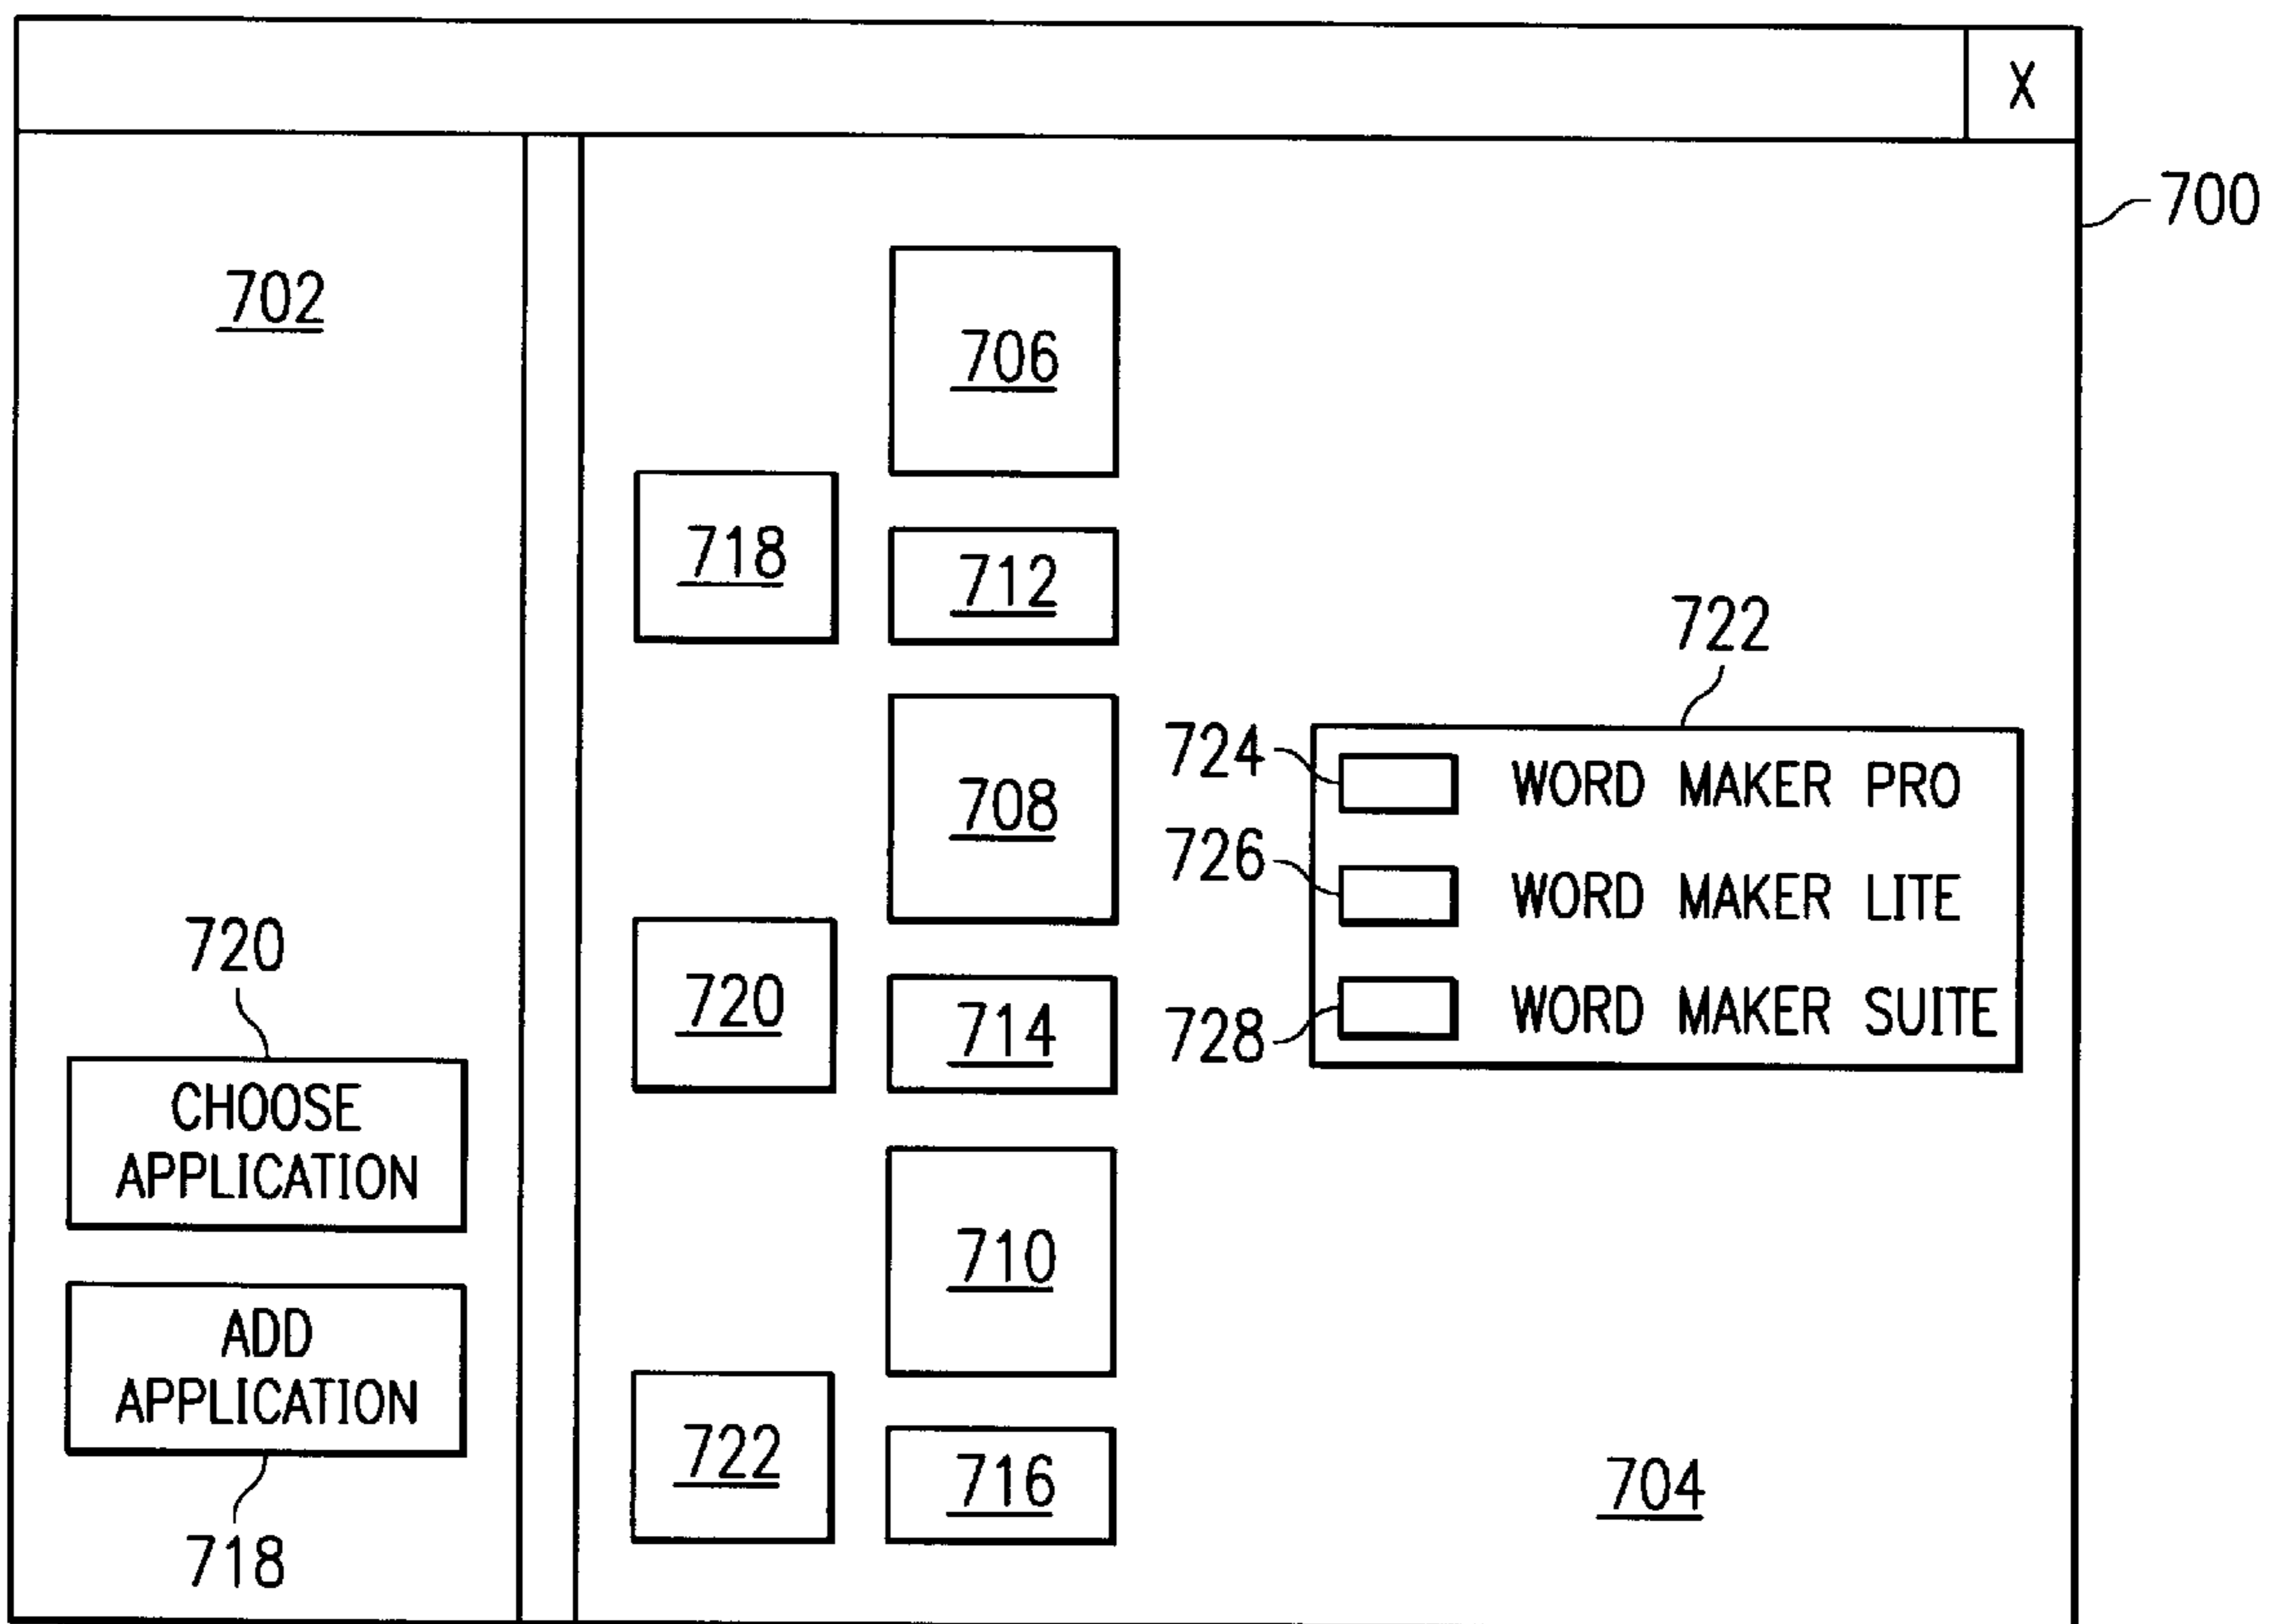 X
700
702
706
718
712
722
724
WORD MAKER PRO
708
726
WORD MAKER LITE
720
720
714
728
WORD MAKER SUITE
CHOOSE
APPLICATION
710
ADD
APPLICATION
722
716
704
718